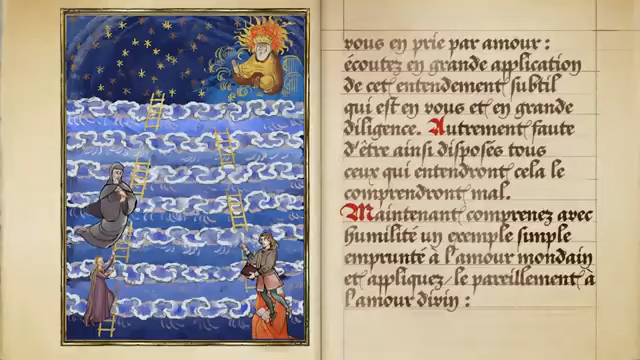 vous en prie par amour :
écoutez en grande application
de cet entendement subtil
qui est en vous et en grande
diligence. Autrement faute
d'être ainsi disposés tous
ceux qui entendront cela le
comprendront mal.
Maintenant comprenez avec
humilité un exemple simple
emprunté à l'amour mondain
et appliquez le pareillement à
l'amour divin :